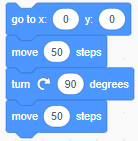 go to x: 0 y: 0
move 50 steps
turn 90 degrees
move 50 steps